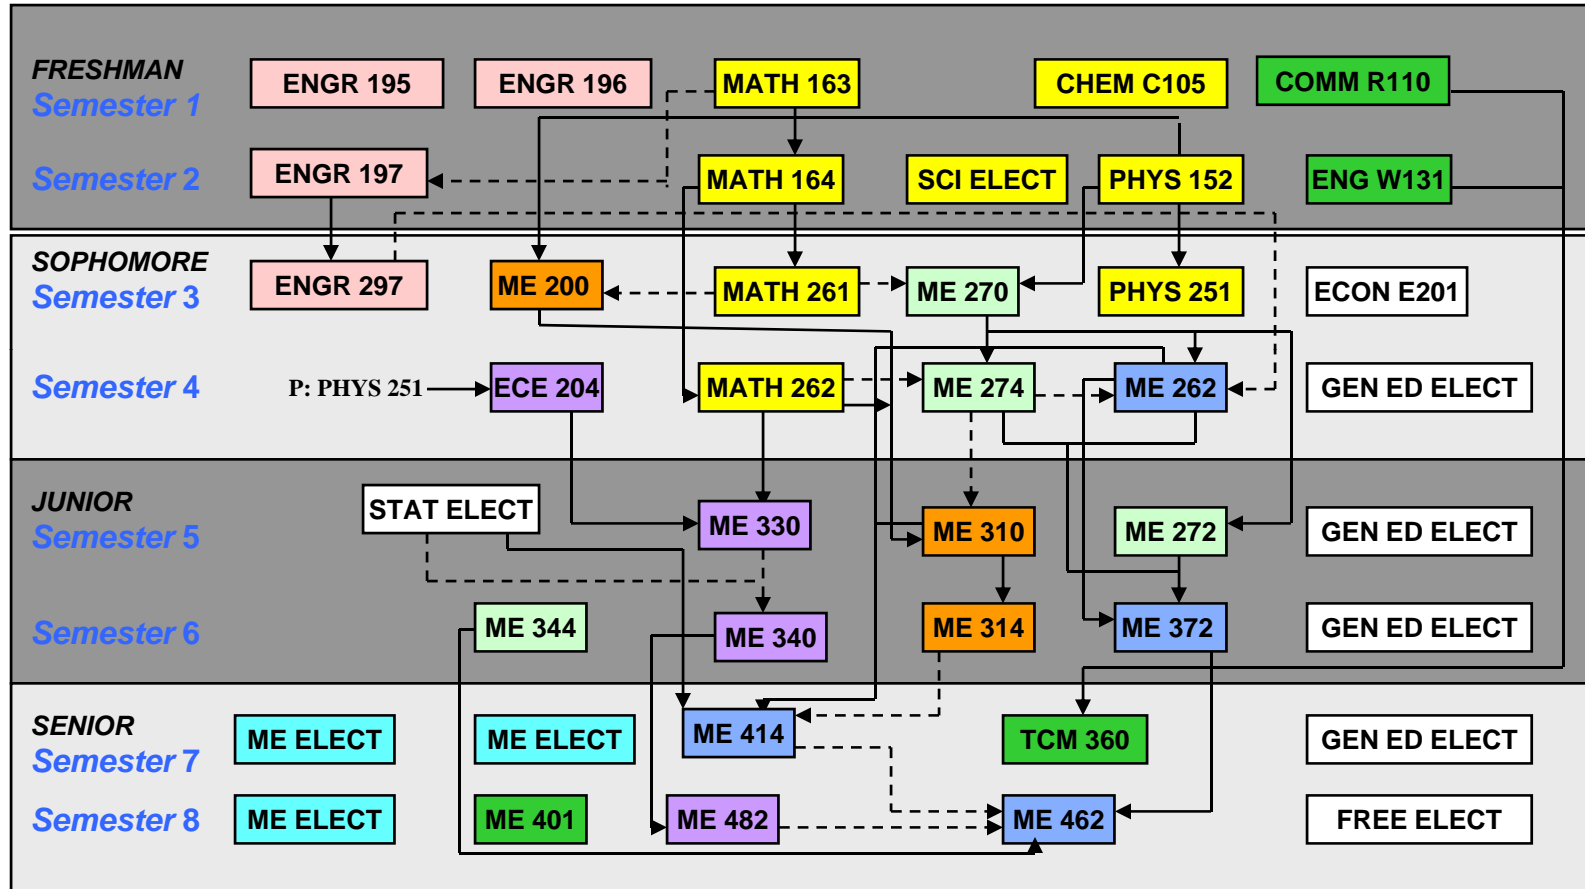 FRESHMAN
Semester 1
ENGR 195
ENGR 196
MATH 163
CHEM C105
COMM R110
Semester 2
ENGR 197
MATH 164
SCI ELECT
PHYS 152
ENG W131
SOPHOMORE
Semester 3
ENGR 297
ME 200
MATH 261
ME 270
PHYS 251
ECON E201
Semester 4
P: PHYS 251
ECE 204
MATH 262
ME 274
ME 262
GEN ED ELECT
JUNIOR
Semester 5
STAT ELECT
ME 330
ME 310
ME 272
GEN ED ELECT
Semester 6
ME 344
ME 340
ME 314
ME 372
GEN ED ELECT
SENIOR
Semester 7
ME ELECT
ME ELECT
ME 414
TCM 360
GEN ED ELECT
Semester 8
ME ELECT
ME 401
ME 482
ME 462
FREE ELECT